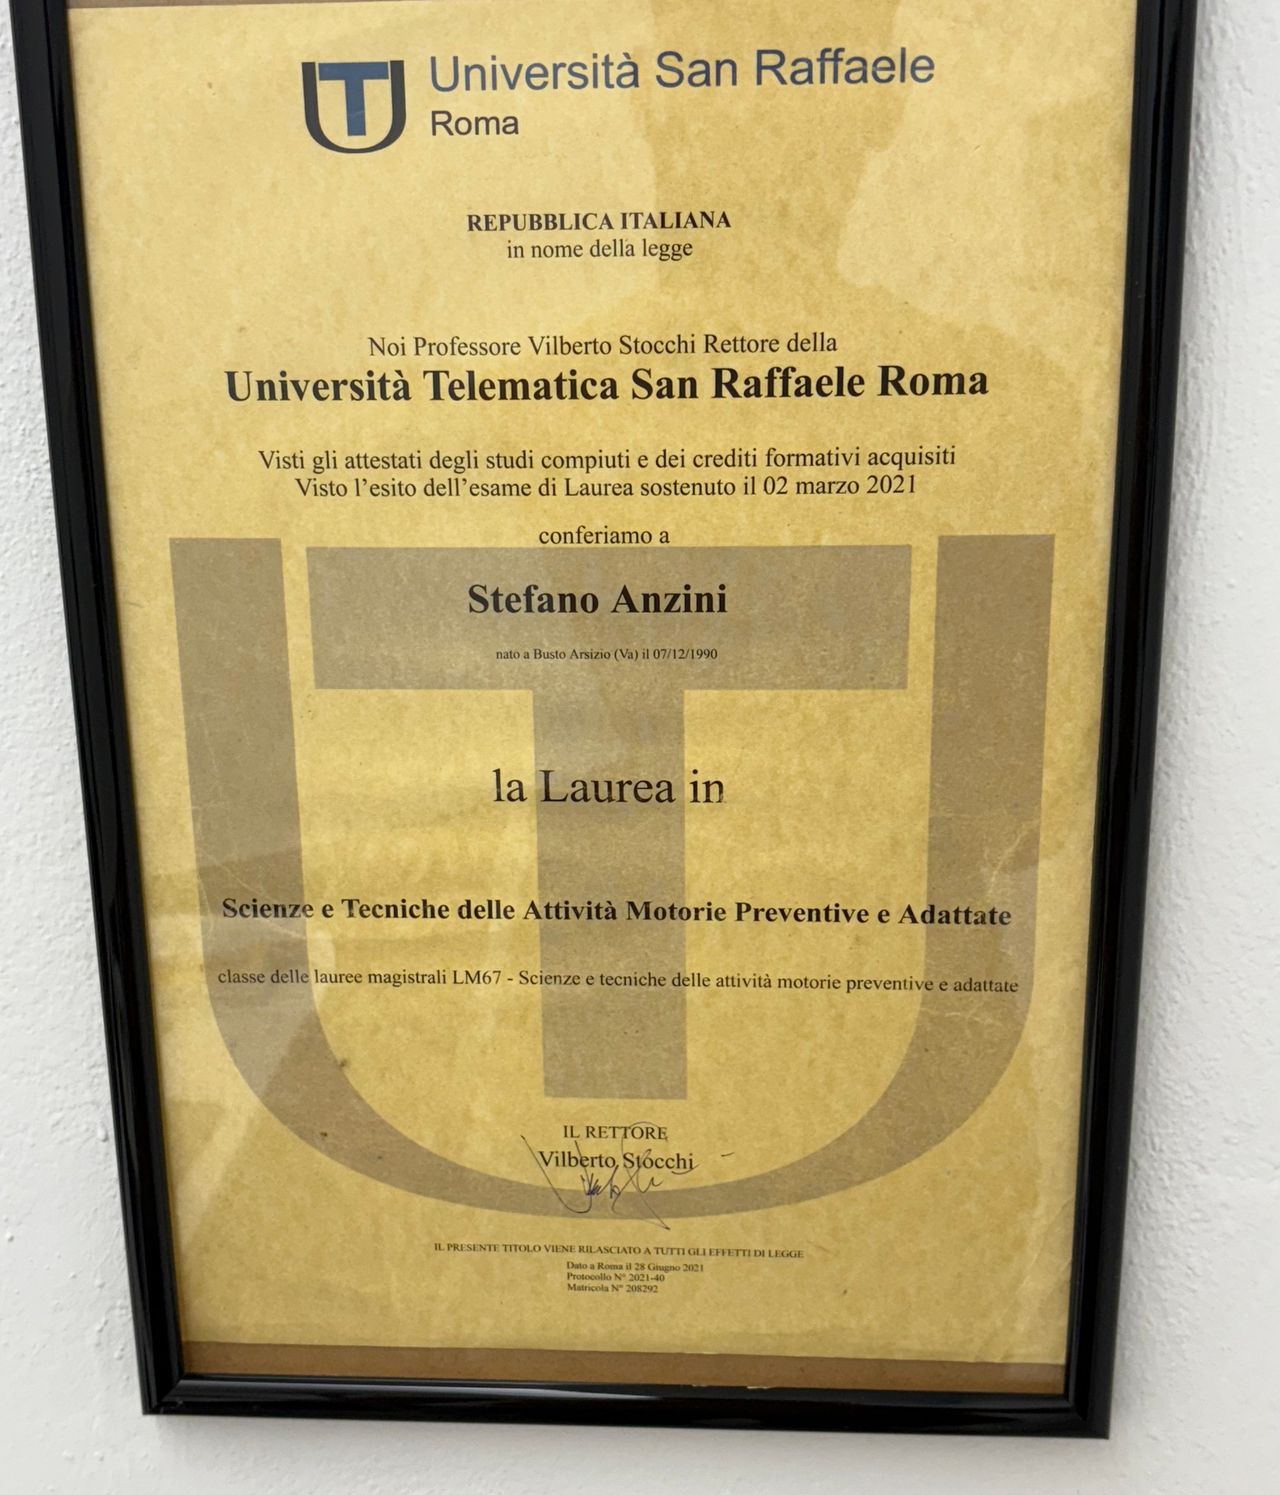 Università San Raffaele
Roma
REPUBBLICA ITALIANA
in nome della legge
Noi Professore Vilberto Stocchi Rettore della
Università Telematica San Raffaele Roma
Visti gli attestati degli studi compiuti e dei crediti formativi acquisiti
Visto l'esito dell'esame di Laurea sostenuto il 02 marzo 2021
conferiamo a
Stefano Anzini
nato a Busto Arsizio (Va) il 07/12/1990
la Laurea in
Scienze e Tecniche delle Attività Motorie Preventive e Adattate
classe delle lauree magistrali LM67 - Scienze e tecniche delle attività motorie preventive e adattate
IL RETTORE
Vilberto Stocchi
IL PRESENTE TITOLO VIENE RILASCIATO A TUTTI GLI EFFETTI DI LEGGE
Dato a Roma il 28 Giugno 2021
Protocollo N° 2021-40
Matricola N° 208292